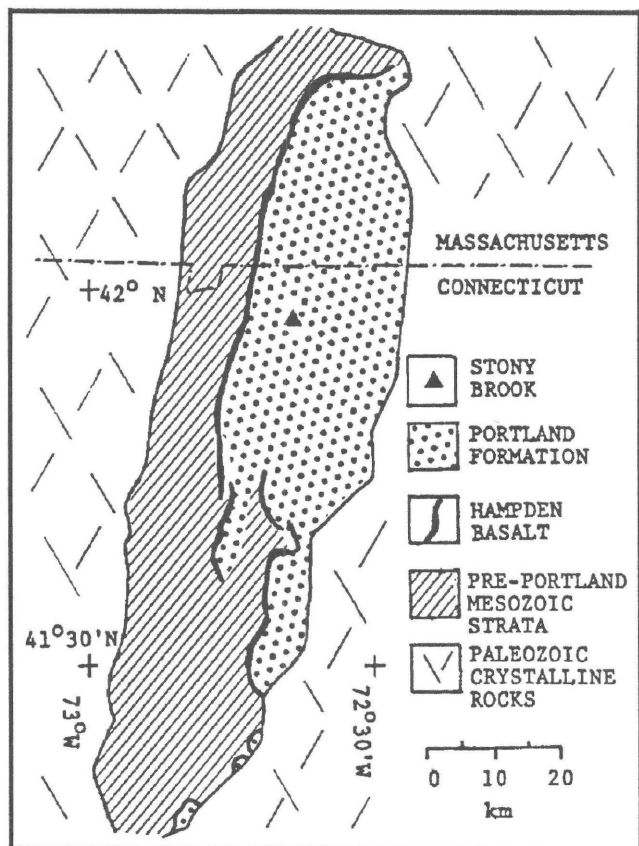 MASSACHUSETTS
+42° N
CONNECTICUT
STONY
BROOK
PORTLAND
FORMATION
HAMPDEN
BASALT
PRE-PORTLAND
MESOZOIC
STRATA
41°30'N
PALEOZOIC
CRYSTALLINE
ROCKS
73°W
72°30'W
0 10 20
km